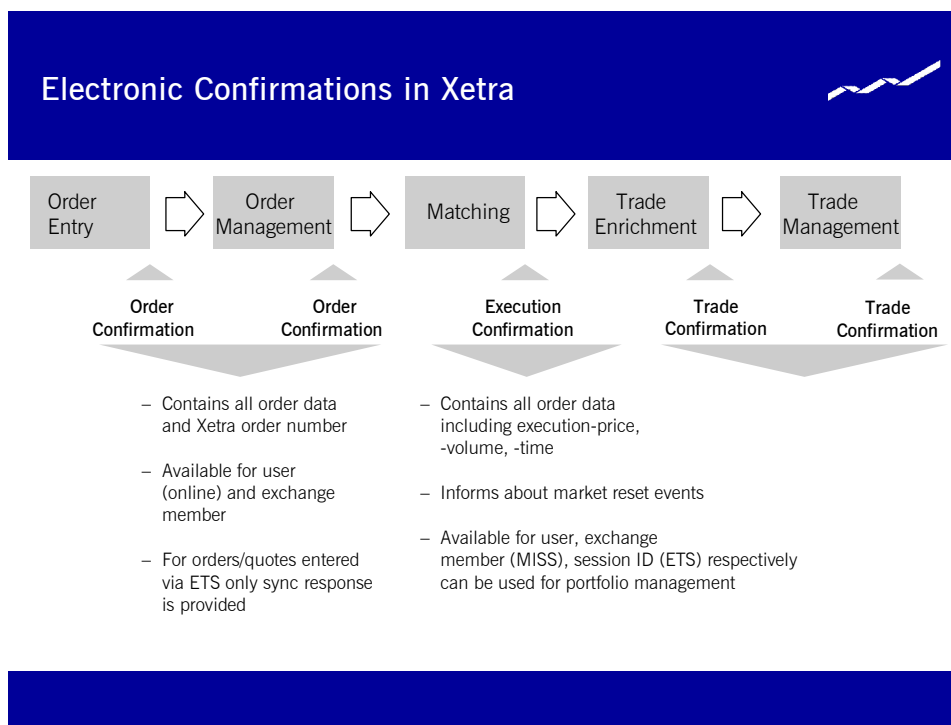 Electronic Confirmations in Xetra
Order
Entry
Order
Management
Matching
Trade
Enrichment
Trade
Management
Order
Confirmation
Order
Confirmation
Execution
Confirmation
Trade
Confirmation
Trade
Confirmation
– Contains all order data
and Xetra order number
– Available for user
(online) and exchange
member
– For orders/quotes entered
via ETS only sync response
is provided
– Contains all order data
including execution-price,
-volume, -time
– Informs about market reset events
– Available for user, exchange
member (MISS), session ID (ETS) respectively
can be used for portfolio management